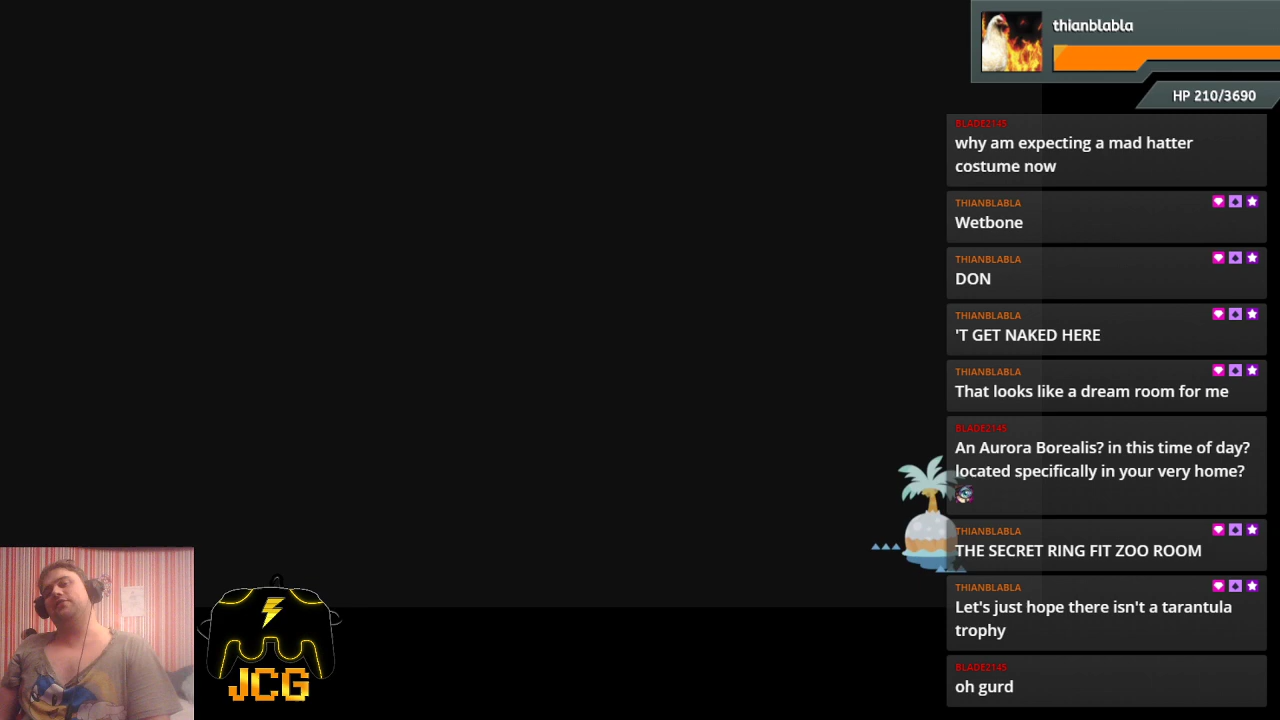 thianblabla
HP 210/3690
BLADE2145
why am expecting a mad hatter
costume now
THIANBLABLA
Wetbone
THIANBLABLA
DON
THIANBLABLA
'T GET NAKED HERE
THIANBLABLA
That looks like a dream room for me
BLADE2145
An Aurora Borealis? in this time of day?
located specifically in your very home?
THIANBLABLA
THE SECRET RING FIT ZOO ROOM
THIANBLABLA
Let's just hope there isn't a tarantula
trophy
BLADE2145
oh gurd
JCG